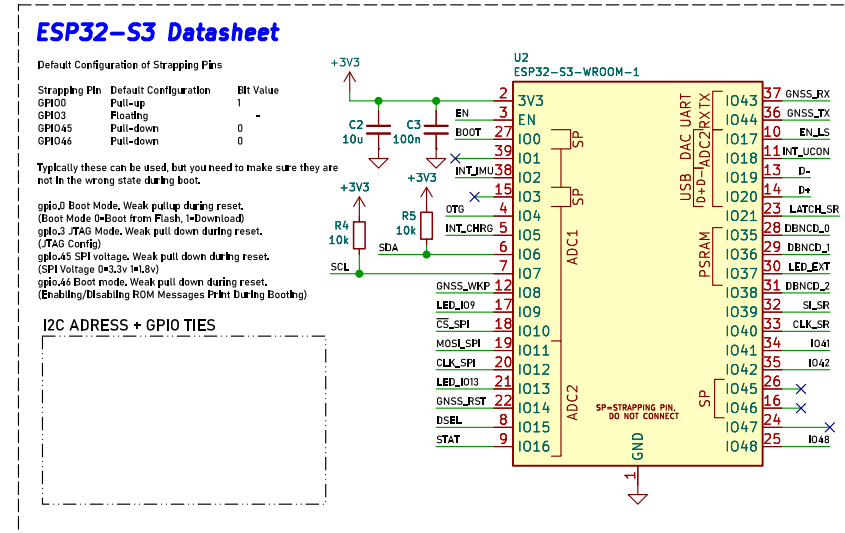 ESP32-S3 Datasheet
Default Configuration of Strapping Pins
Strapping Pin Default Configuration Bit Value
GPIO0 Pull-up 1
GPIO3 Floating -
GPIO45 Pull-down 0
GPIO46 Pull-down 0
Typically these can be used, but you need to make sure they are
not in the wrong state during boot.
gpio.0 Boot Mode. Weak pullup during reset.
(Boot Mode 0=Boot from Flash, 1=Download)
gpio.3 JTAG Mode. Weak pull down during reset.
(JTAG Config)
gpio.45 SPI voltage. Weak pull down during reset.
(SPI Voltage 0=3.3v 1=1.8v)
gpio.46 Boot mode. Weak pull down during reset.
(Enabling/Disabling ROM Messages Print During Booting)
I2C ADRESS + GPIO TIES
+3V3
C2
10u
C3
100n
+3V3
R4
10k
+3V2
R5
10k
SDA
SCL
U2
ESP32-S3-WROOM-1
2 3V3
EN 3 EN
BOOT 27 IO0
39 IO1
INT_IMU 38 IO2
15 IO3
OTG 4 IO4
INT_CHRG 5 IO5
6 IO6
7 IO7
GNSS_WKP 12 IO8
LED_IO9 17 IO9
CS_SPI 18 IO10
MOSI_SPI 19 IO11
CLK_SPI 20 IO12
LED_IO13 21 IO13
GNSS_RST 22 IO14
DSEL 8 IO15
STAT 9 IO16
SP
SP
ADC1
ADC2
UART
RXTX
DAC
ADC2
USB
D+D-
PSRAM
SP
SP=STRAPPING PIN,
DO NOT CONNECT
IO43 37 GNSS_RX
IO44 36 GNSS_TX
IO17 10 EN_LS
IO18 11 INT_UCON
IO19 13 D-
IO20 14 D+
IO21 23 LATCH_SR
IO35 28 DBNCD_0
IO36 29 DBNCD_1
IO37 30 LED_EXT
IO38 31 DBNCD_2
IO39 32 SI_SR
IO40 33 CLK_SR
IO41 34 IO41
IO42 35 IO42
IO45 26
IO46 16
IO47 24
IO48 25 IO48
GND
1